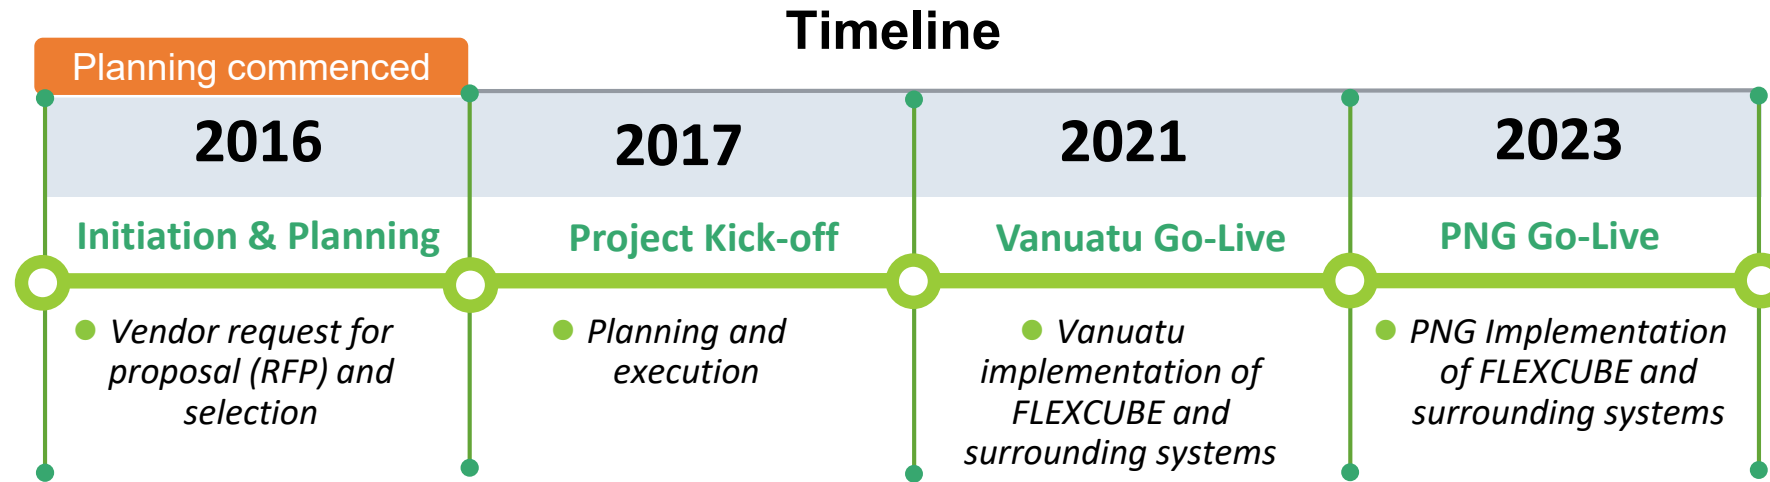 Timeline
Planning commenced
2016
2017
2021
2023
Initiation & Planning
Project Kick-off
Vanuatu Go-Live
PNG Go-Live
Vendor request for
proposal (RFP) and
selection
Planning and
execution
Vanuatu
implementation of
FLEXCUBE and
surrounding systems
PNG Implementation
of FLEXCUBE and
surrounding systems